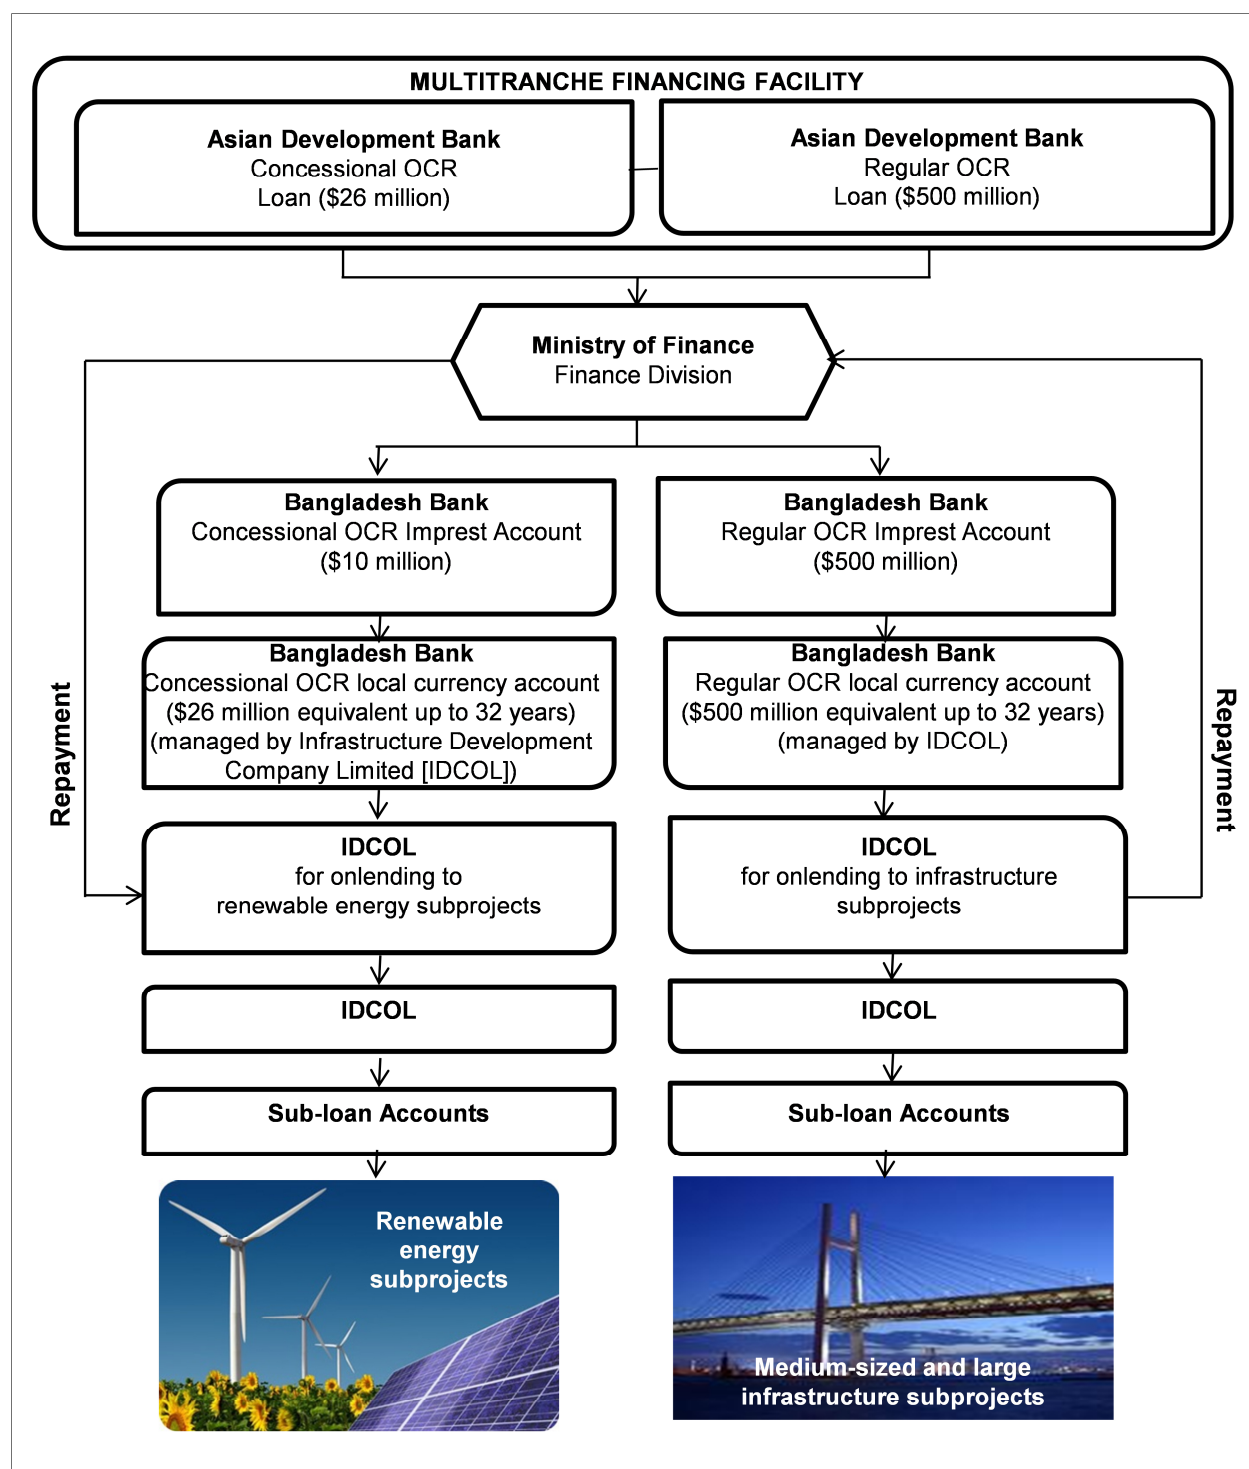 MULTITRANCHE FINANCING FACILITY
Asian Development Bank
Concessional OCR
Loan ($26 million)
Asian Development Bank
Regular OCR
Loan ($500 million)
Ministry of Finance
Finance Division
Bangladesh Bank
Concessional OCR Imprest Account
($10 million)
Bangladesh Bank
Regular OCR Imprest Account
($500 million)
Bangladesh Bank
Concessional OCR local currency account
($26 million equivalent up to 32 years)
(managed by Infrastructure Development
Company Limited [IDCOL])
Bangladesh Bank
Regular OCR local currency account
($500 million equivalent up to 32 years)
(managed by IDCOL)
Repayment
Repayment
IDCOL
for onlending to
renewable energy subprojects
IDCOL
for onlending to infrastructure
subprojects
IDCOL
IDCOL
Sub-loan Accounts
Sub-loan Accounts
Renewable
energy
subprojects
Medium-sized and large
infrastructure subprojects